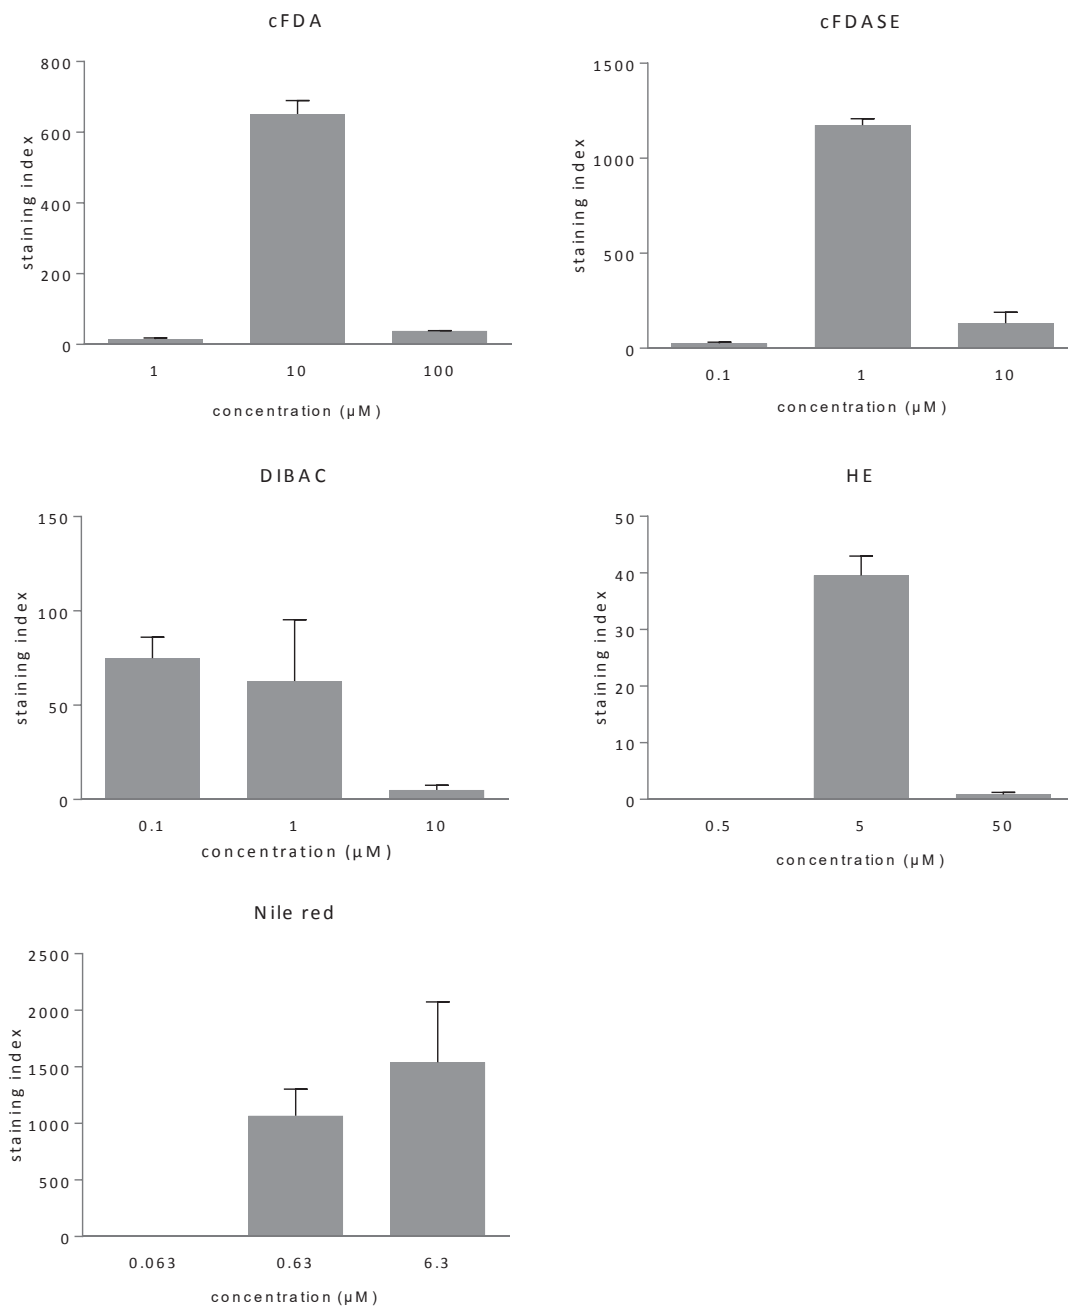 cFDA
800
600
400
200
0
staining index
1 10 100
concentration (µM)
cFDASE
1500
1000
500
0
staining index
0.1 1 10
concentration (µM)
DIBAC
150
100
50
0
staining index
0.1 1 10
concentration (µM)
HE
50
40
30
20
10
0
staining index
0.5 5 50
concentration (µM)
Nile red
2500
2000
1500
1000
500
0
staining index
0.063 0.63 6.3
concentration (µM)